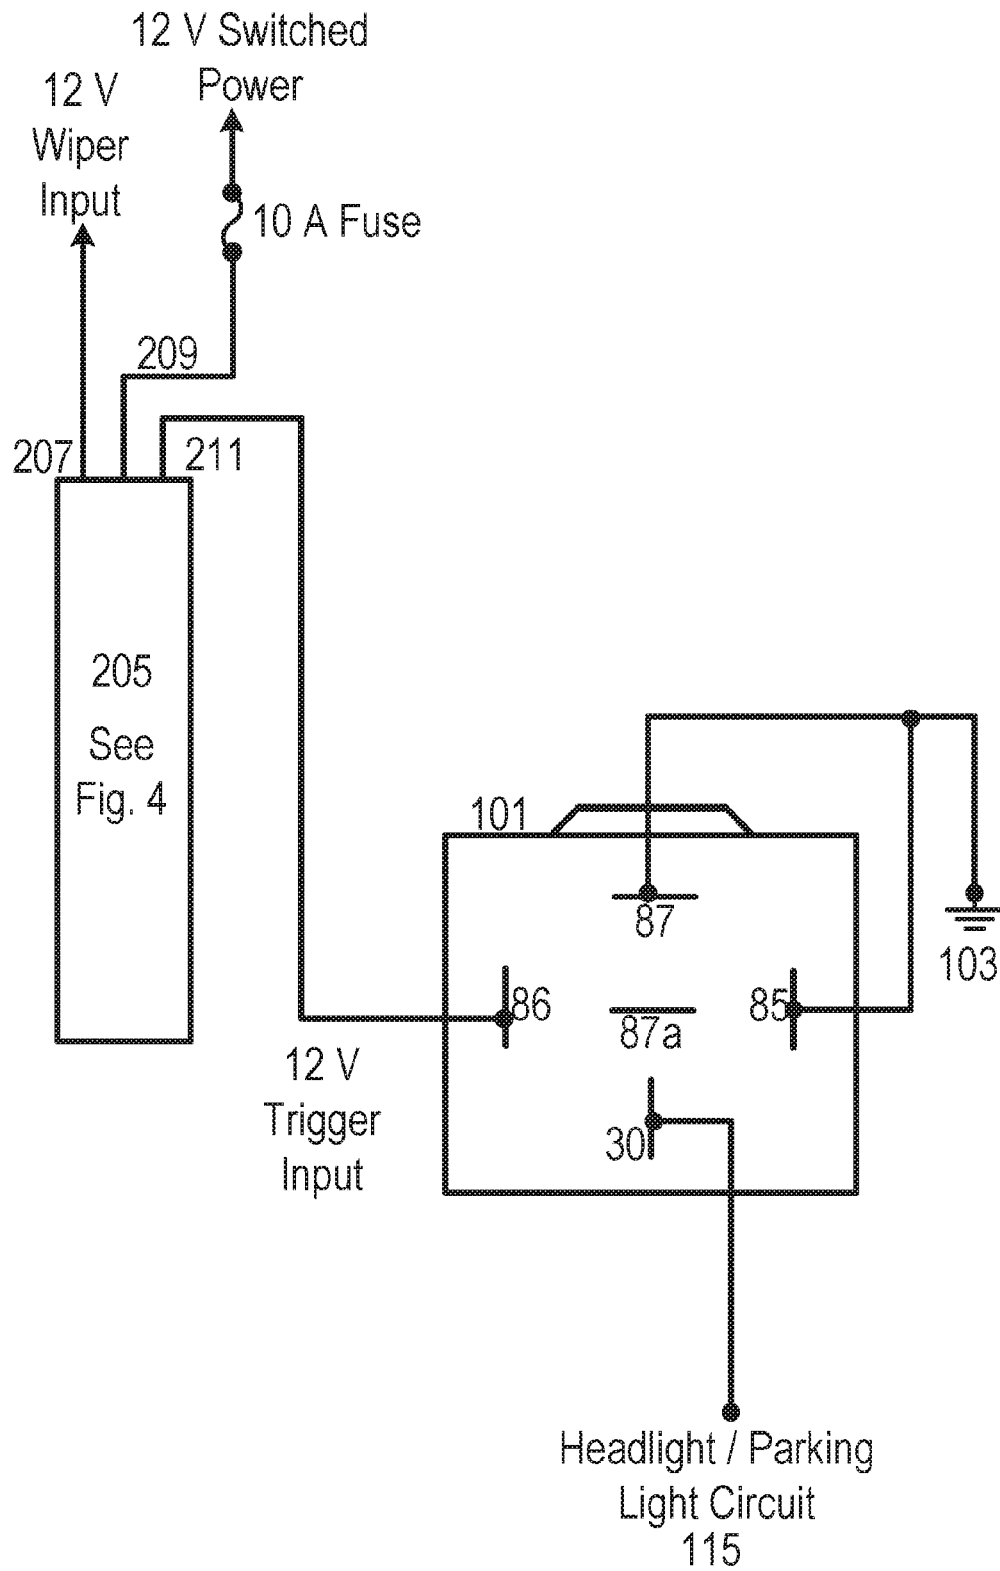 12 V Switched
Power
12 V
Wiper
Input
10 A Fuse
209
207
211
205
See
Fig. 4
101
87
103
86
87a
85
12 V
Trigger
Input
30
Headlight / Parking
Light Circuit
115